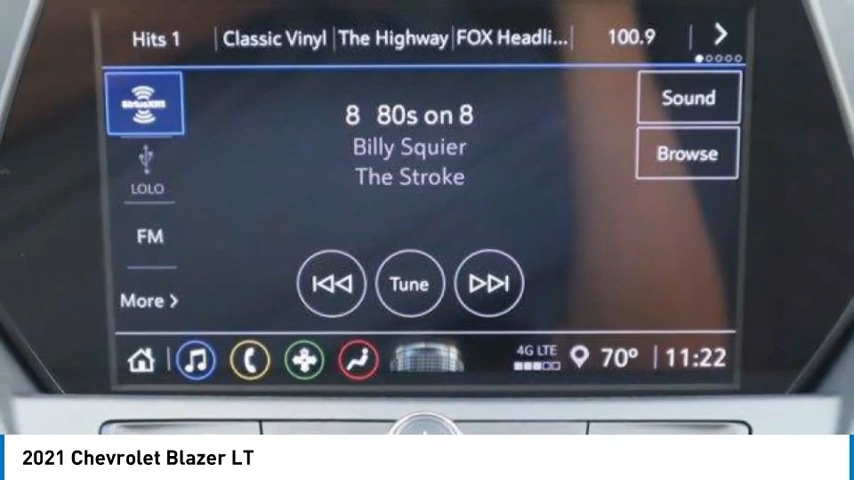 Hits 1 Classic Vinyl The Highway FOX Headli... 100.9
SiriusXM
8 80s on 8
Sound
Billy Squier
Browse
The Stroke
LOLO
FM
More
Tune
4G LTE 70° 11:22
2021 Chevrolet Blazer LT